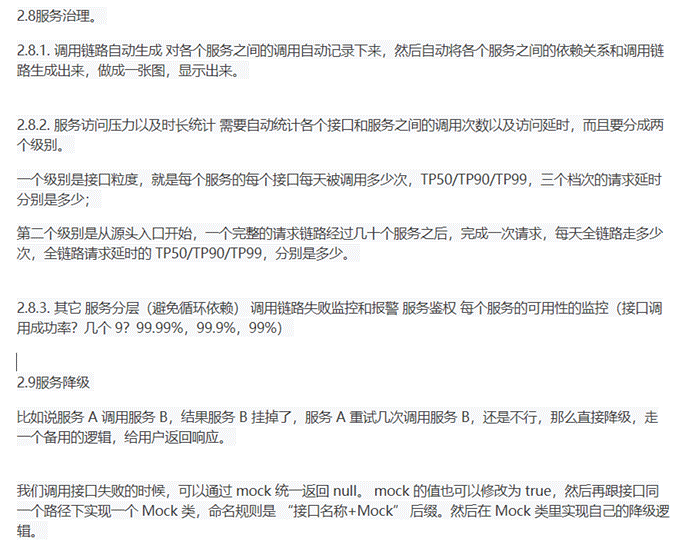 2.8服务治理。
2.8.1. 调用链路自动生成 对各个服务之间的调用自动记录下来，然后自动将各个服务之间的依赖关系和调用链
路生成出来，做成一张图，显示出来。
2.8.2. 服务访问压力以及时长统计 需要自动统计各个接口和服务之间的调用次数以及访问延时，而且要分成两
个级别。
一个级别是接口粒度，就是每个服务的每个接口每天被调用多少次，TP50/TP90/TP99，三个档次的请求延时
分别是多少；
第二个级别是从源头入口开始，一个完整的请求链路经过几十个服务之后，完成一次请求，每天全链路走多少
次，全链路请求延时的 TP50/TP90/TP99，分别是多少。
2.8.3. 其它 服务分层（避免循环依赖） 调用链路失败监控和报警 服务鉴权 每个服务的可用性的监控（接口调
用成功率？几个 9？99.99%，99.9%，99%）
2.9服务降级
比如说服务 A 调用服务 B，结果服务 B 挂掉了，服务 A 重试几次调用服务 B，还是不行，那么直接降级，走
一个备用的逻辑，给用户返回响应。
我们调用接口失败的时候，可以通过 mock 统一返回 null。 mock 的值也可以修改为 true，然后再跟接口同
一个路径下实现一个 Mock 类，命名规则是 “接口名称+Mock” 后缀。然后在 Mock 类里实现自己的降级逻
辑。